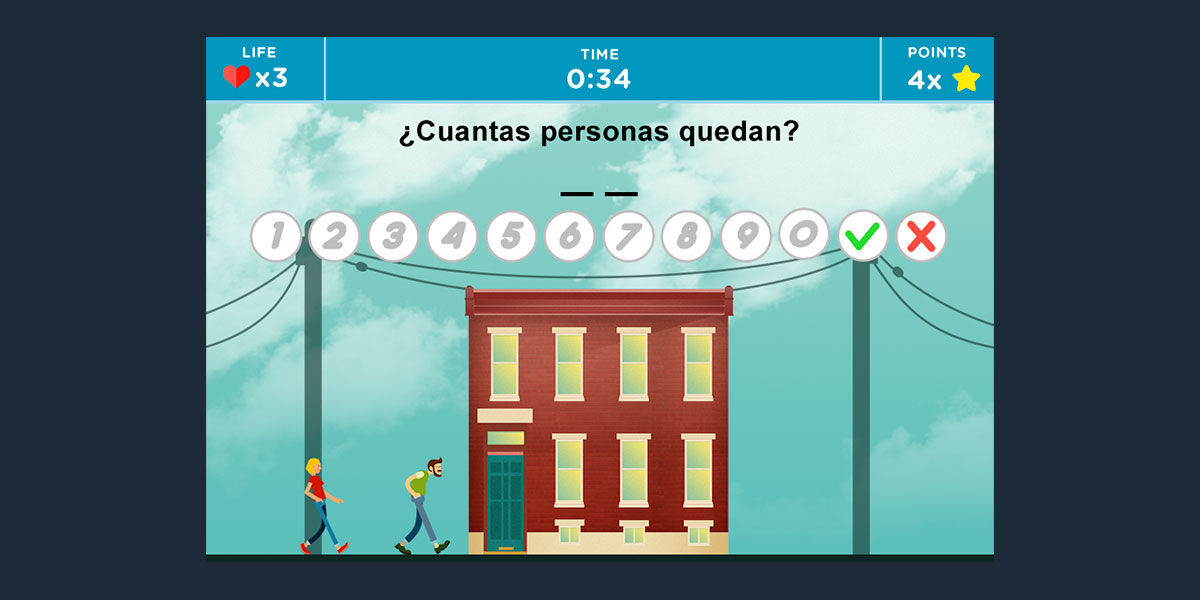 LIFE
x3
TIME
0:34
POINTS
4x
¿Cuantas personas quedan?
1 2 3 4 5 6 7 8 9 0